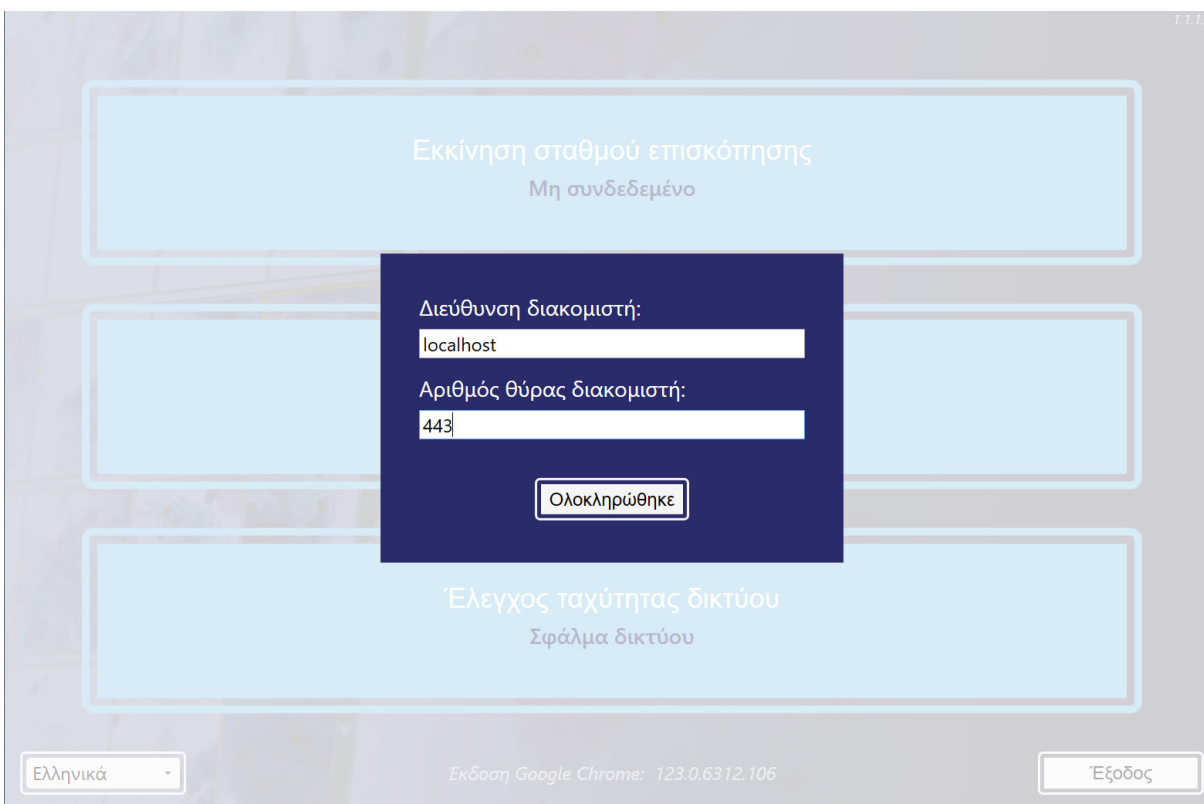 1.1.1.
Εκκίνηση σταθμού επισκόπησης
Μη συνδεδεμένο
Διεύθυνση διακομιστή:
localhost
Αριθμός θύρας διακομιστή:
443
Ολοκληρώθηκε
Έλεγχος ταχύτητας δικτύου
Σφάλμα δικτύου
Ελληνικά
Έκδοση Google Chrome: 123.0.6312.106
Έξοδος